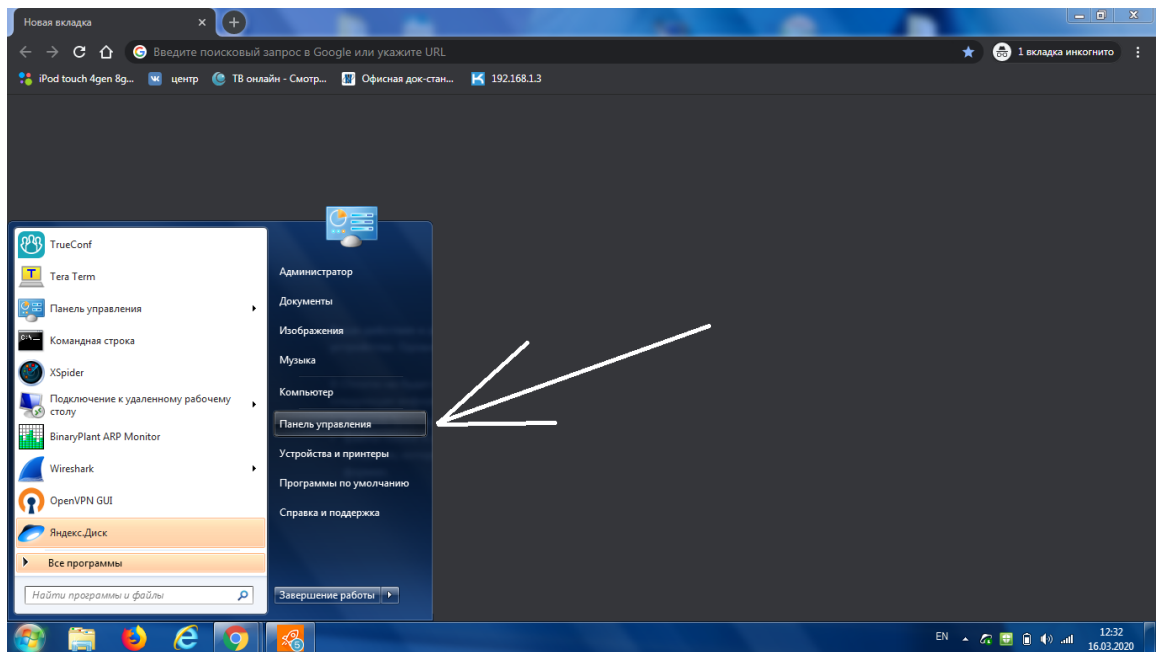 Новая вкладка
Введите поисковый запрос в Google или укажите URL
1 вкладка инкогнито
iPod touch 4gen 8g...
центр
ТВ онлайн - Смотр...
Офисная док-стан...
192.168.1.3
TrueConf
Tera Term
Панель управления
Командная строка
XSpider
Подключение к удаленному рабочему
столу
BinaryPlant ARP Monitor
Wireshark
OpenVPN GUI
Яндекс.Диск
Все программы
Найти программы и файлы
Администратор
Документы
Изображения
Музыка
Компьютер
Панель управления
Устройства и принтеры
Программы по умолчанию
Справка и поддержка
Завершение работы
EN
12:32
16.03.2020